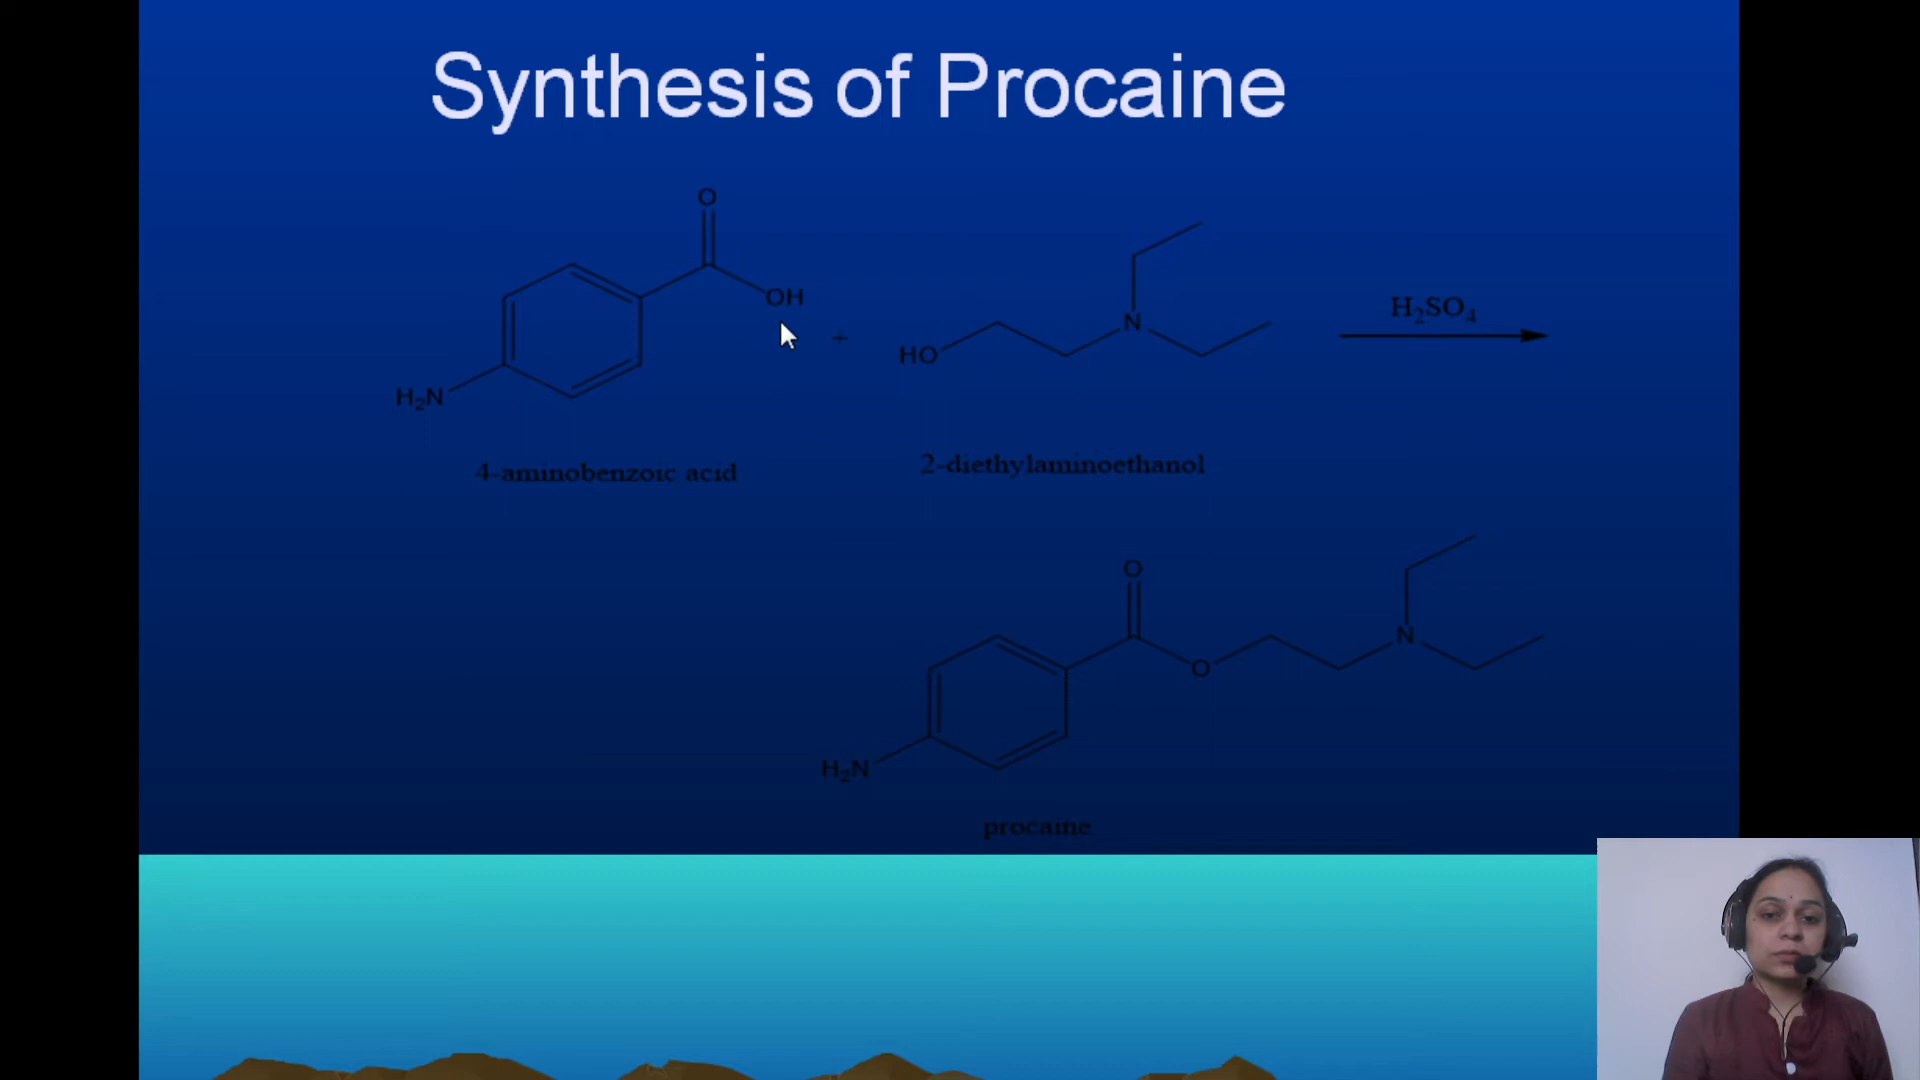 Synthesis of Procaine
O
OH
H₂N
+
HO
N
H₂SO₄
4-aminobenzoic acid
2-diethylaminoethanol
O
O
N
H₂N
procaine